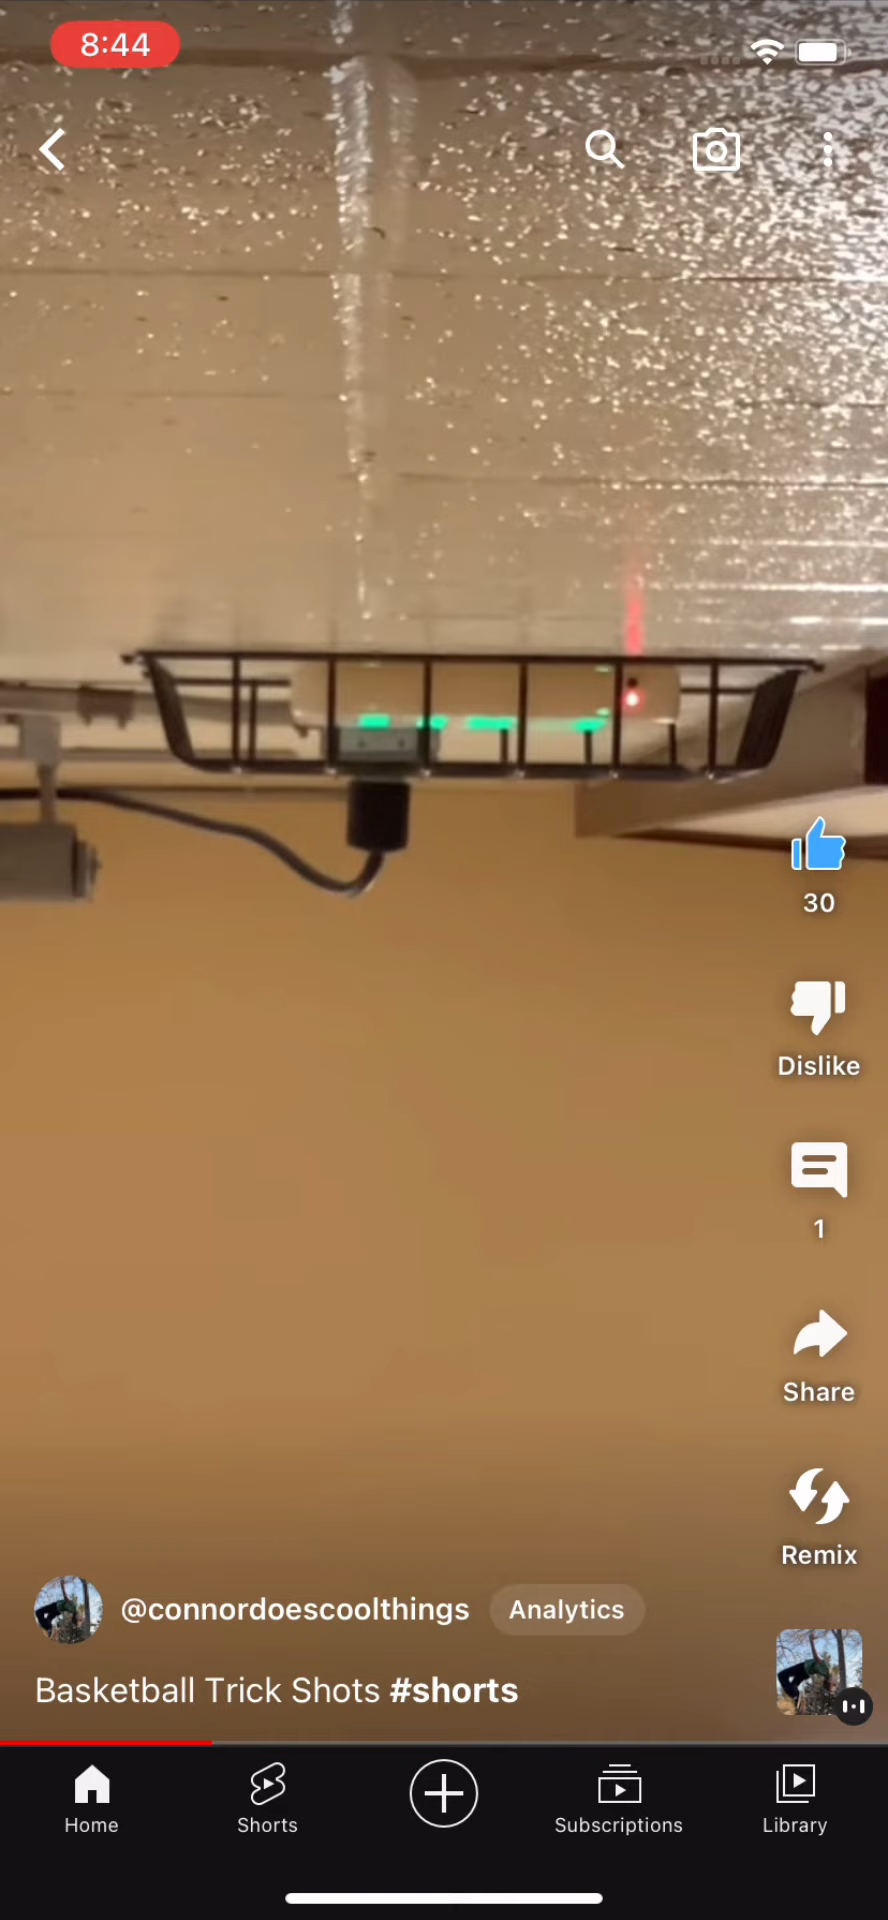 8:44
30
Dislike
1
Share
Remix
@connordoescoolthings Analytics
Basketball Trick Shots #shorts
Home Shorts Subscriptions Library